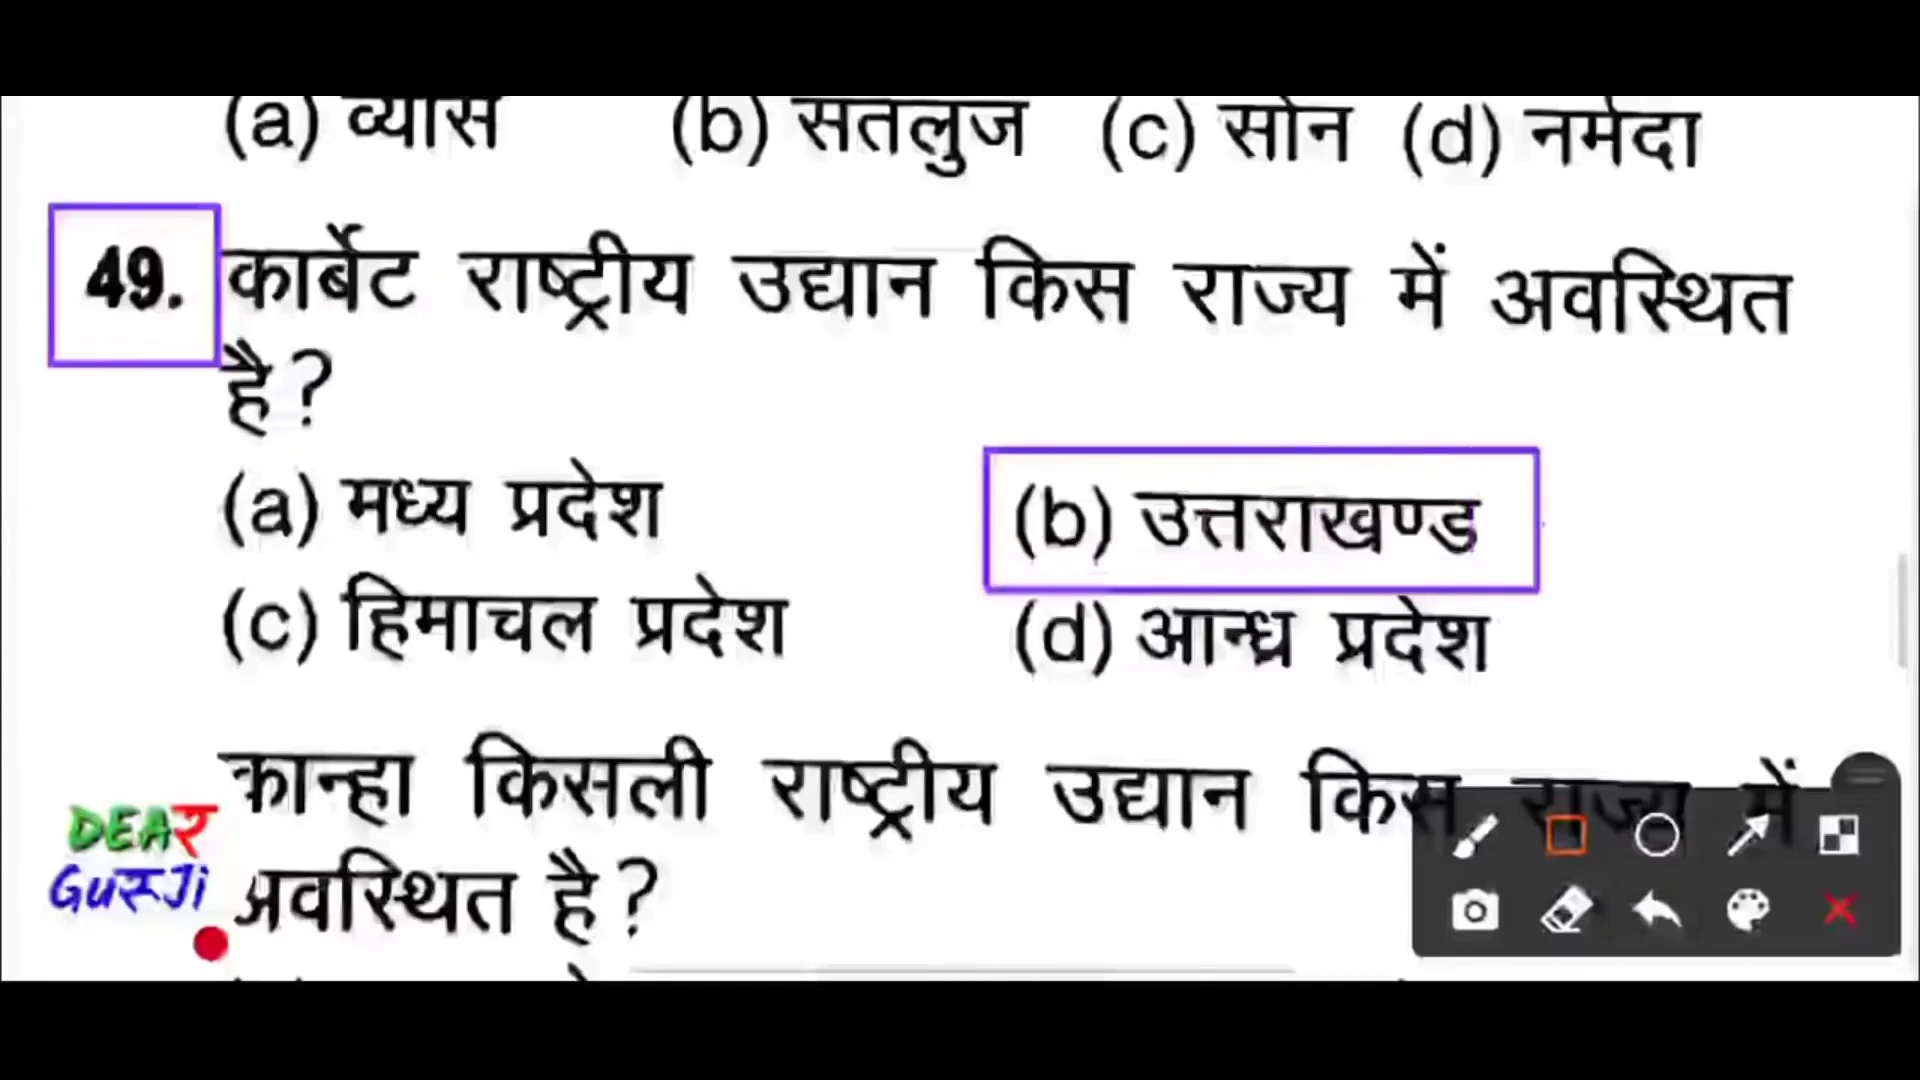 (a) व्यास (b) सतलुज (c) सोन (d) नर्मदा
49. कार्बेट राष्ट्रीय उद्यान किस राज्य में अवस्थित
है?
(a) मध्य प्रदेश (b) उत्तराखण्ड
(c) हिमाचल प्रदेश (d) आन्ध्र प्रदेश
कान्हा किसली राष्ट्रीय उद्यान किस राज्य में
अवस्थित है?
DEAR
GuruJi